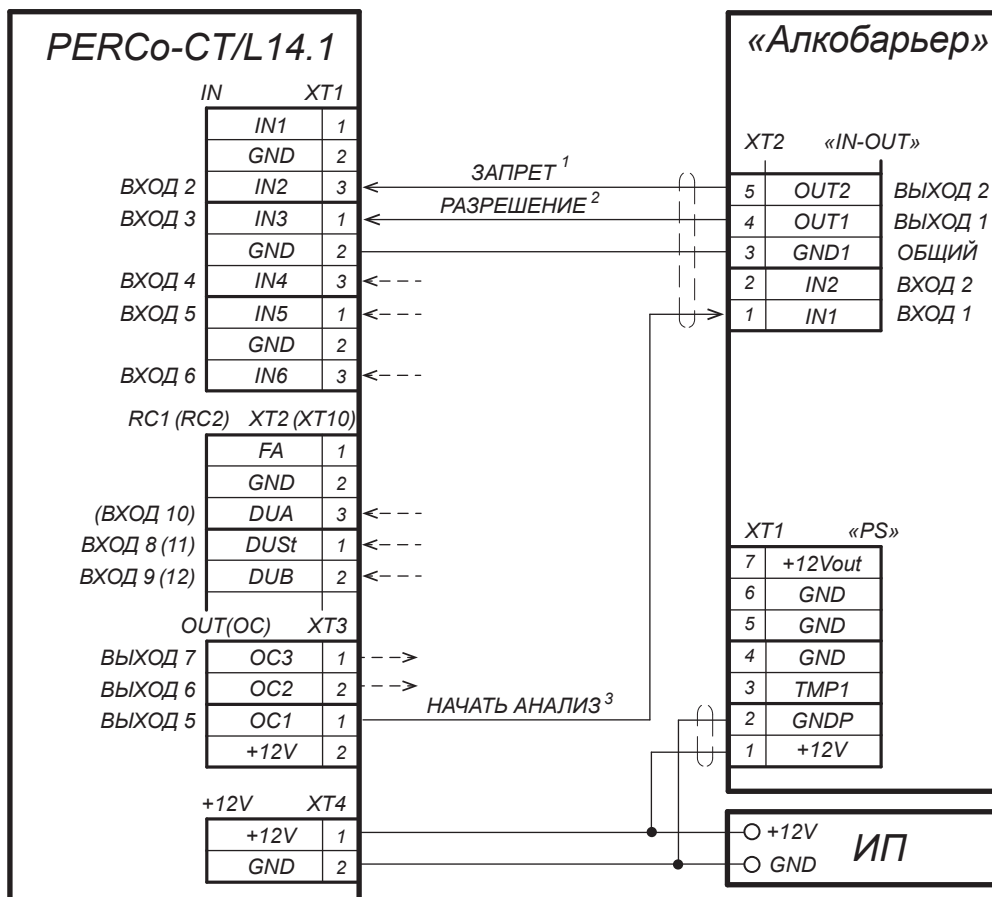 PERCo-CT/L14.1
IN XT1
IN1 1
GND 2
ВХОД 2 IN2 3
ВХОД 3 IN3 1
GND 2
ВХОД 4 IN4 3
ВХОД 5 IN5 1
GND 2
ВХОД 6 IN6 3
RC1 (RC2) XT2 (XT10)
FA 1
GND 2
(ВХОД 10) DUA 3
ВХОД 8 (11) DUSt 1
ВХОД 9 (12) DUB 2
OUT(OC) XT3
ВЫХОД 7 OC3 1
ВЫХОД 6 OC2 2
ВЫХОД 5 OC1 1
+12V 2
+12V XT4
+12V 1
GND 2
ЗАПРЕТ 1
РАЗРЕШЕНИЕ 2
НАЧАТЬ АНАЛИЗ 3
«Алкобарьер»
XT2 «IN-OUT»
5 OUT2 ВЫХОД 2
4 OUT1 ВЫХОД 1
3 GND1 ОБЩИЙ
2 IN2 ВХОД 2
1 IN1 ВХОД 1
XT1 «PS»
7 +12Vout
6 GND
5 GND
4 GND
3 TMP1
2 GNDP
1 +12V
+12V
GND
ИП